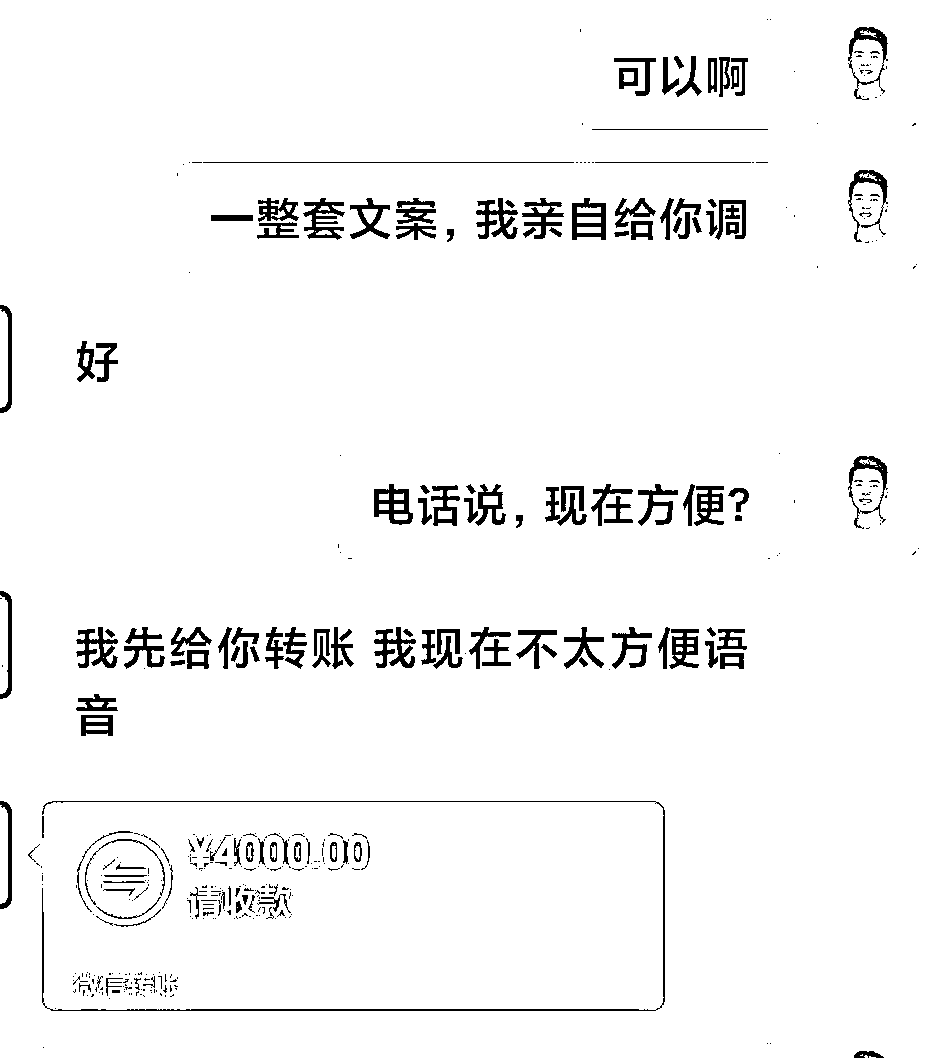 可以啊
一整套文案，我亲自给你调
好
电话说，现在方便?
我先给你转账 我现在不太方便语
音
¥4000.00
请收款
微信转账